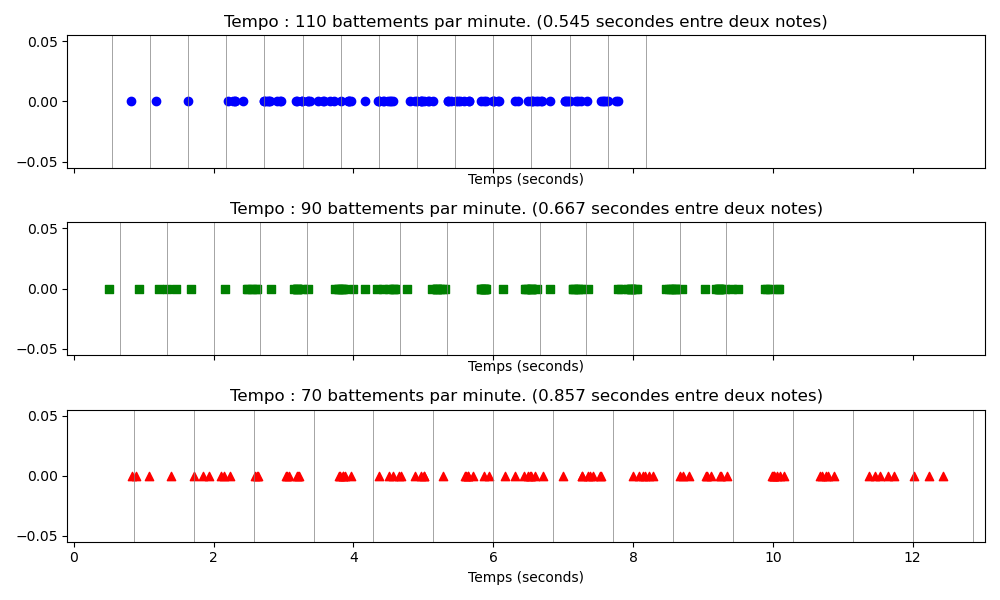 Tempo : 110 battements par minute. (0.545 secondes entre deux notes)
0.05
0.00
−0.05
Temps (seconds)
Tempo : 90 battements par minute. (0.667 secondes entre deux notes)
0.05
0.00
−0.05
Temps (seconds)
Tempo : 70 battements par minute. (0.857 secondes entre deux notes)
0.05
0.00
−0.05
0 2 4 6 8 10 12
Temps (seconds)